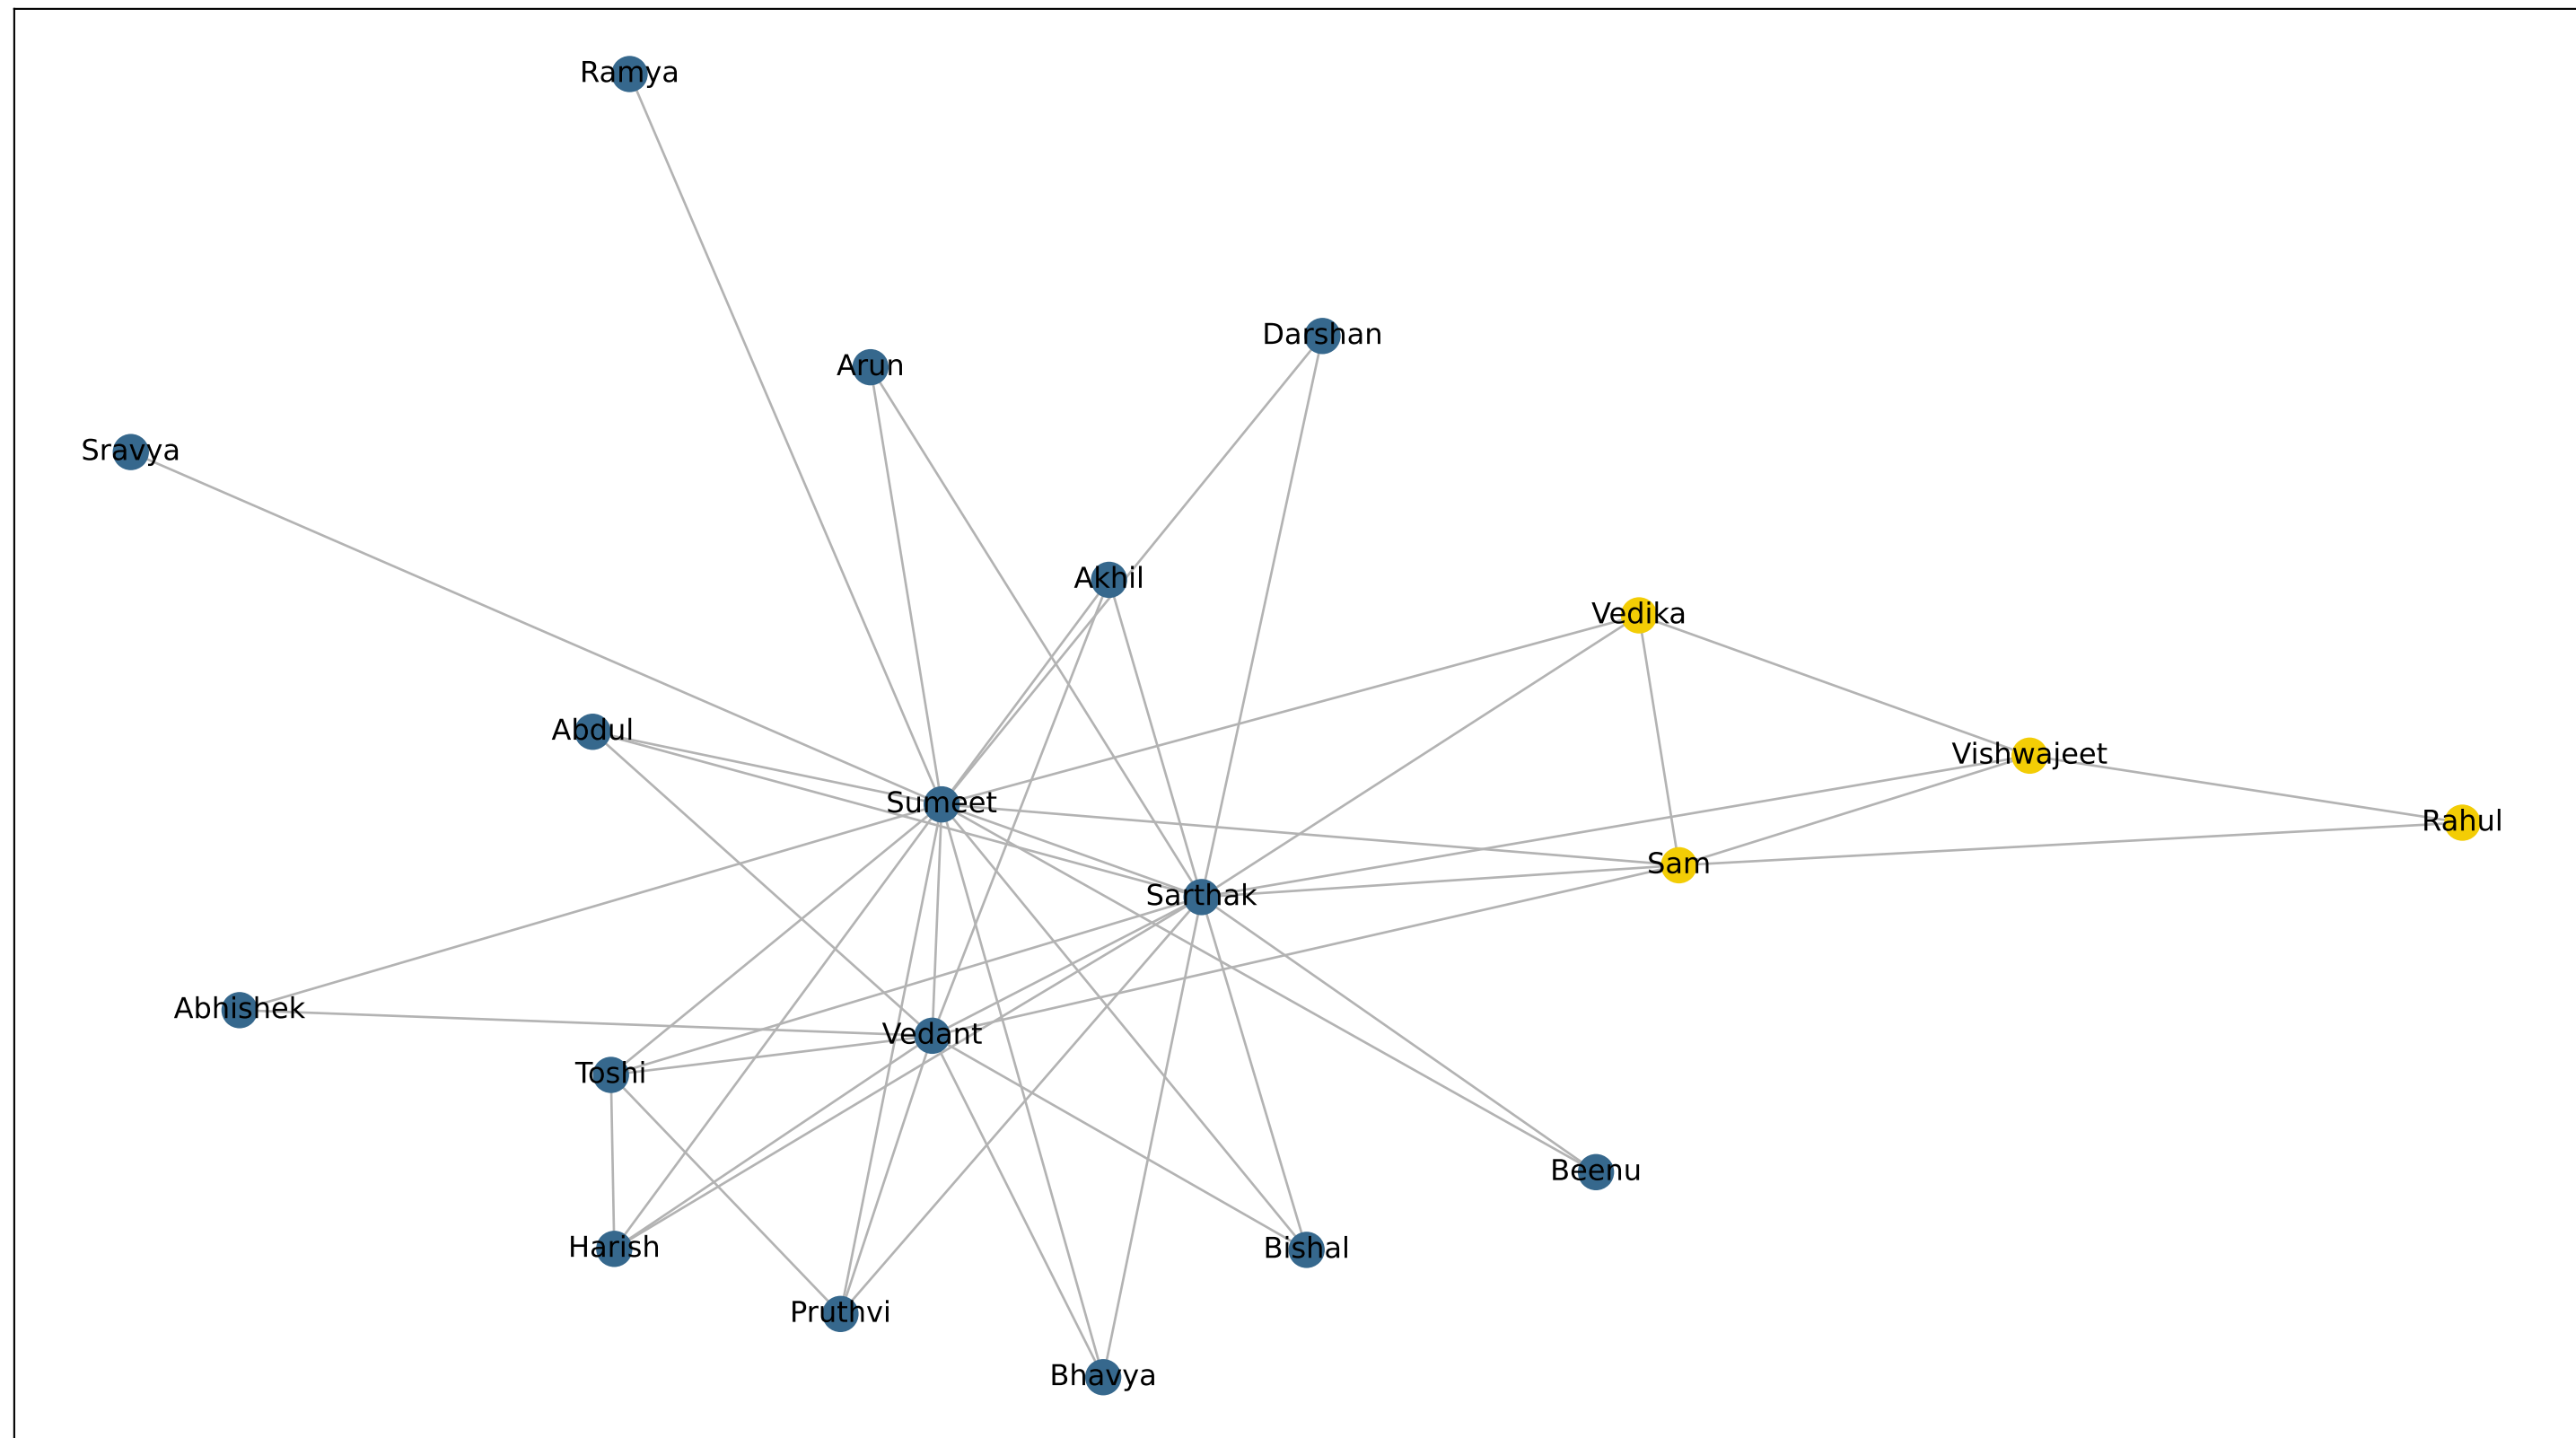 Ramya
Darshan
Arun
Sravya
Akhil
Vedika
Abdul
Vishwajeet
Sumeet
Rahul
Sam
Sarthak
Abhishek
Vedant
Toshi
Beenu
Harish
Bishal
Pruthvi
Bhavya